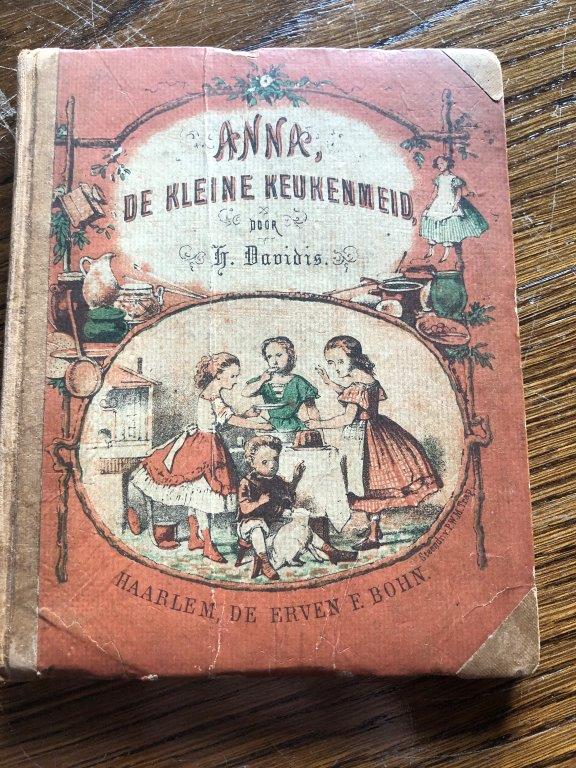 ANNA,
DE KLEINE KEUKENMEID,
DOOR
H. Davidis.
HAARLEM, DE ERVEN F. BOHN.